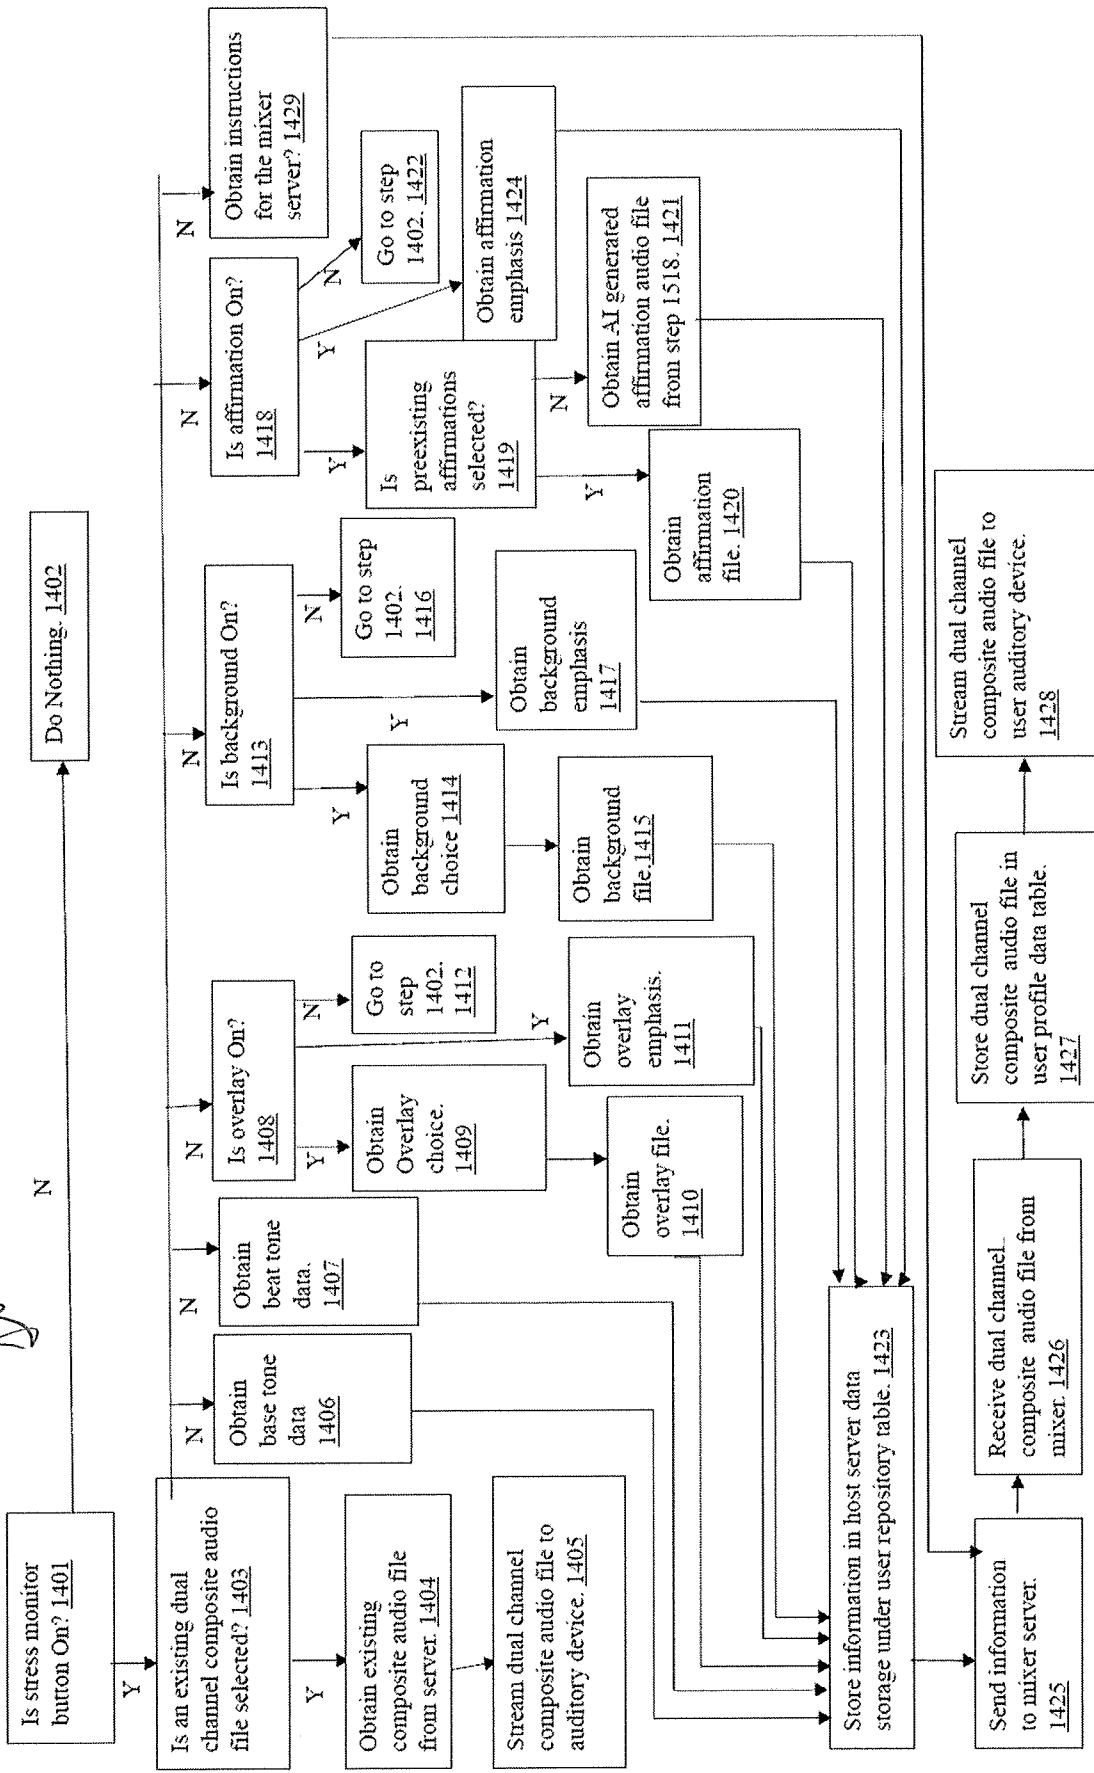 Is stress monitor
button On? 1401
N
Do Nothing. 1402
Y
Is an existing dual
channel composite audio
file selected? 1403
Y
Obtain existing
composite audio file
from server. 1404
Stream dual channel
composite audio file to
auditory device. 1405
N
Obtain
base tone
data
1406
N
Obtain
beat tone
data.
1407
N
Is overlay On?
1408
Y
N
Obtain
Overlay
choice.
1409
Go to
step
1402.
1412
Y
Obtain
overlay file.
1410
Obtain
overlay
emphasis.
1411
N
Is background On?
1413
Y
Y
N
Obtain
background
choice 1414
Go to step
1402.
1416
Obtain
background
file.1415
Obtain
background
emphasis
1417
N
Is affirmation On?
1418
Y
Y
N
Is
preexisting
affirmations
selected?
1419
Go to step
1402. 1422
Obtain affirmation
emphasis 1424
Y
N
Obtain
affirmation
file. 1420
Obtain AI generated
affirmation audio file
from step 1518. 1421
N
Obtain instructions
for the mixer
server? 1429
Store information in host server data
storage under user repository table. 1423
Send information
to mixer server.
1425
Receive dual channel
composite audio file from
mixer. 1426
Store dual channel
composite audio file in
user profile data table.
1427
Stream dual channel
composite audio file to
user auditory device.
1428